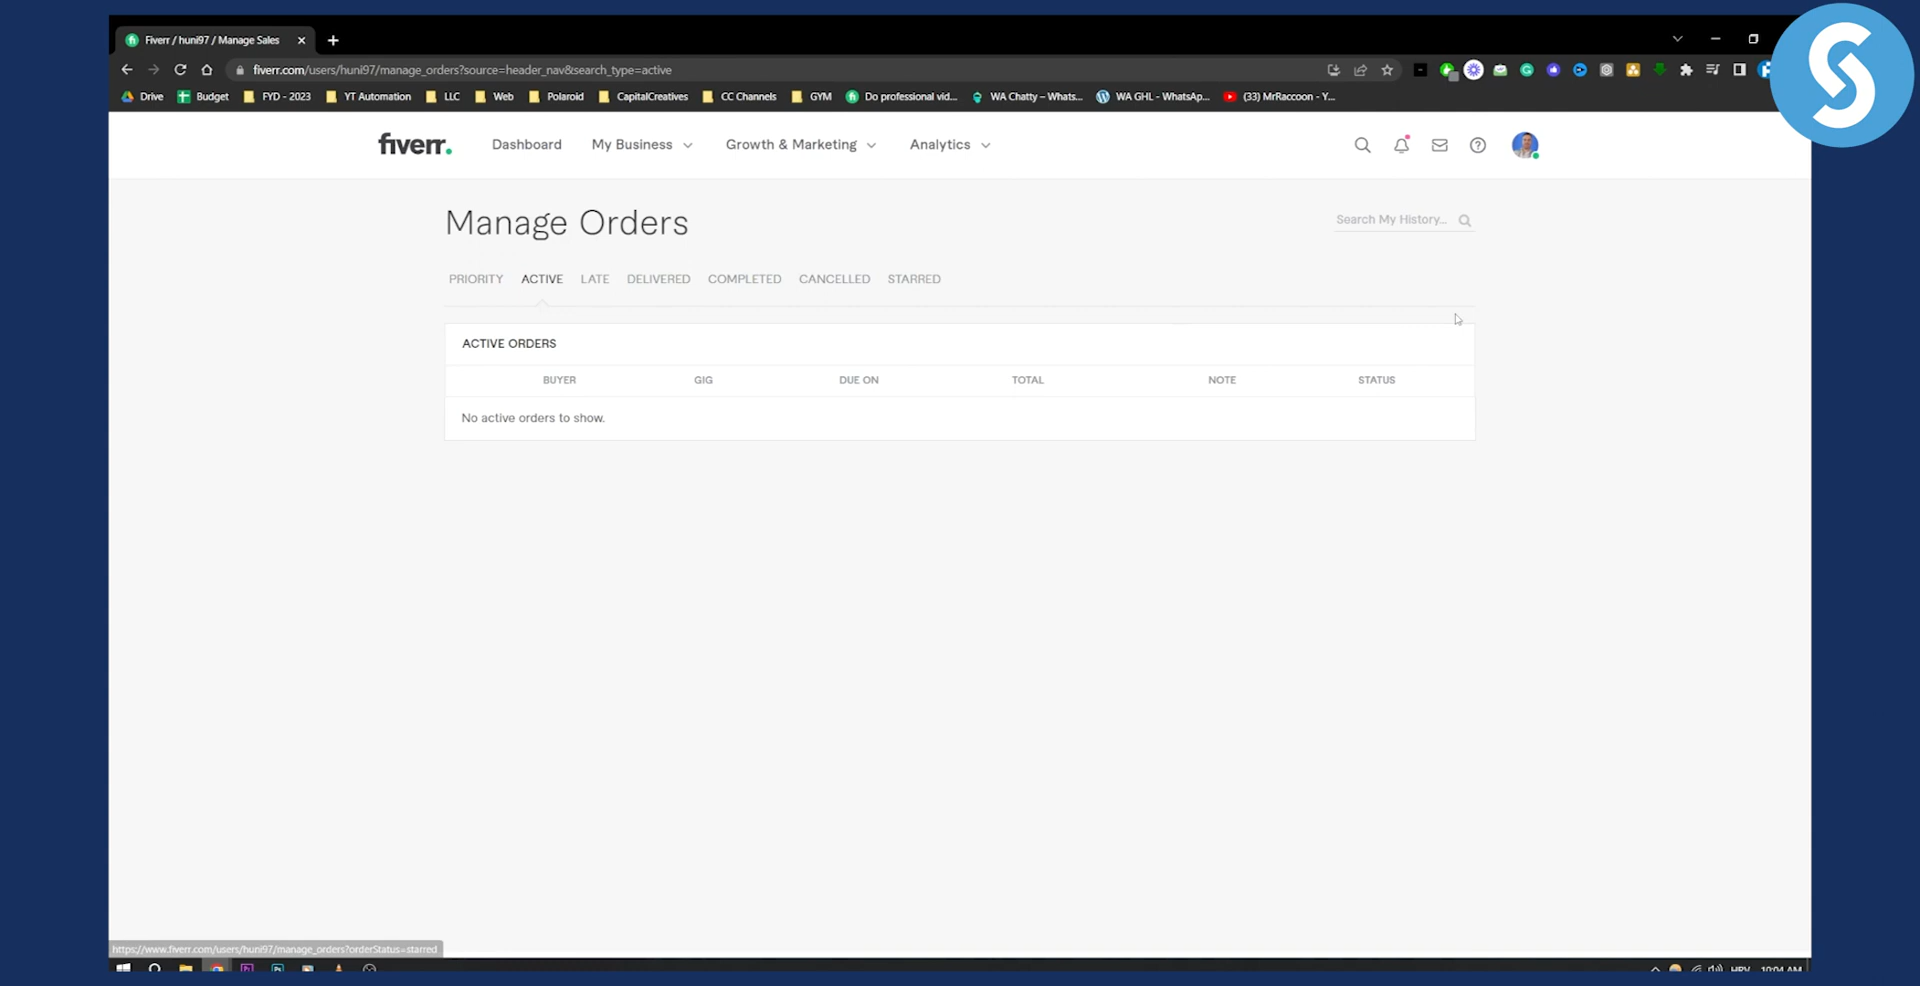 Fiverr / huni97 / Manage Sales
fiverr.com/users/huni97/manage_orders?source=header_nav&search_type=active
Drive Budget FYD - 2023 YT Automation LLC Web Polaroid CapitalCreatives CC Channels GYM Do professional vid... WA Chatty – Whats... WA GHL - WhatsAp... (33) MrRaccoon - Y...
fiverr. Dashboard My Business Growth & Marketing Analytics
Manage Orders
Search My History...
PRIORITY ACTIVE LATE DELIVERED COMPLETED CANCELLED STARRED
ACTIVE ORDERS
BUYER GIG DUE ON TOTAL NOTE STATUS
No active orders to show.
https://www.fiverr.com/users/huni97/manage_orders?orderStatus=starred
HRV 10:04 AM